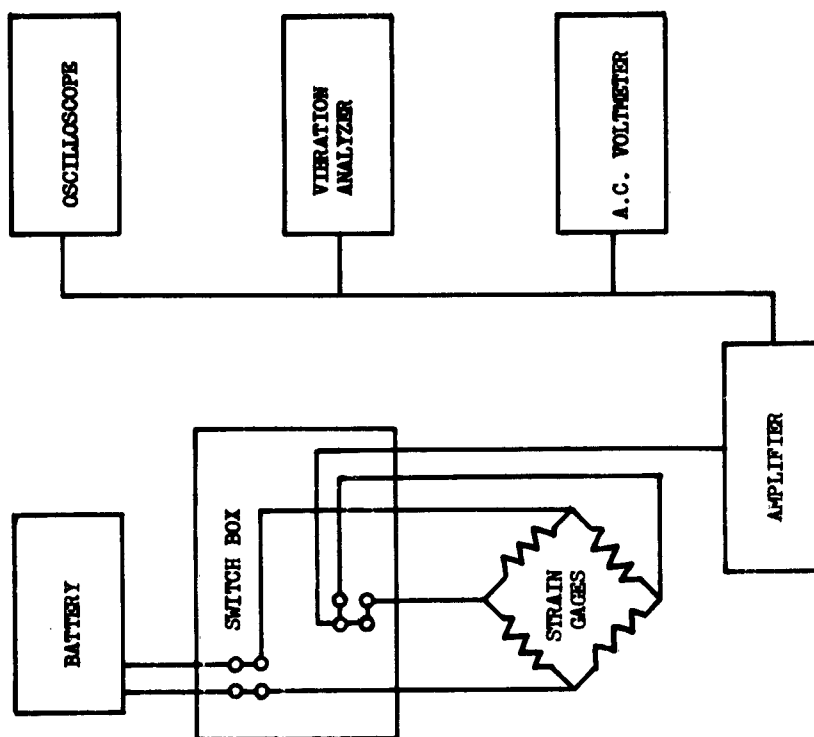 OSCILLOSCOPE
VIBRATION
ANALYZER
A.C. VOLTMETER
BATTERY
SWITCH BOX
STRAIN
GAGES
AMPLIFIER